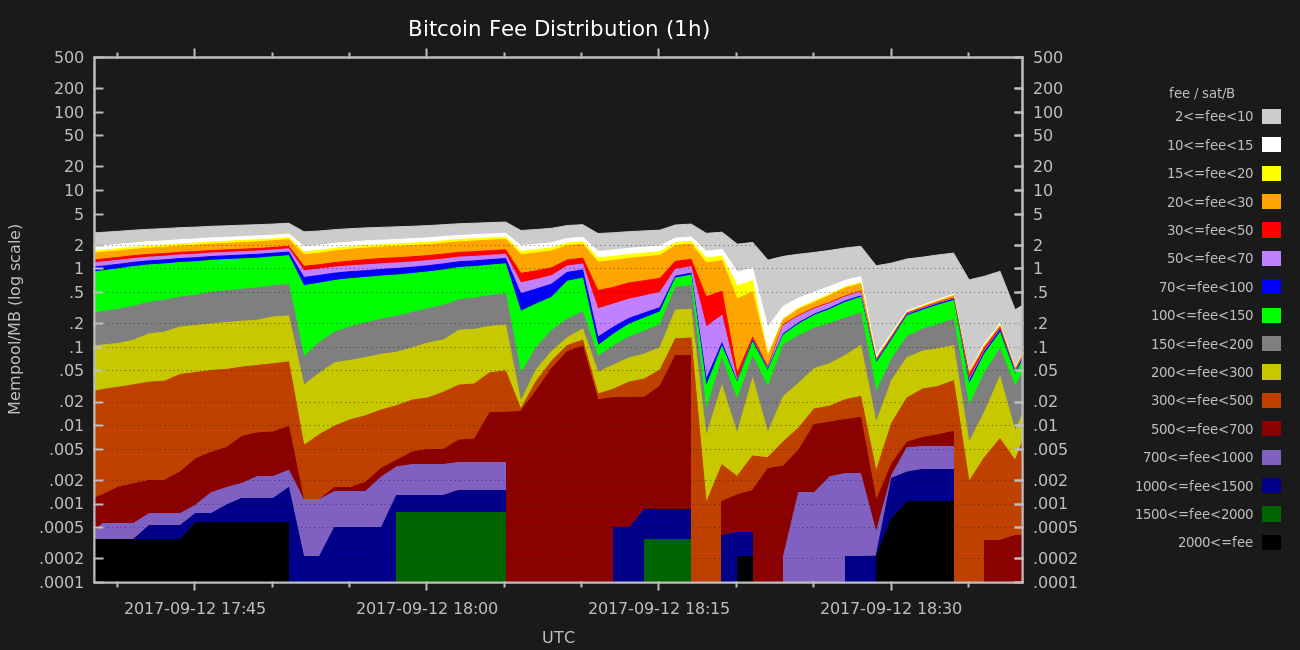 Bitcoin Fee Distribution (1h)
500 500
200 200
100 100
50 50
20 20
10 10
5 5
2 2
1 1
.5 .5
.2 .2
.1 .1
.05 .05
.02 .02
.01 .01
.005 .005
.002 .002
.001 .001
.0005 .0005
.0002 .0002
.0001 .0001
Mempool/MB (log scale)
2017-09-12 17:45 2017-09-12 18:00 2017-09-12 18:15 2017-09-12 18:30
UTC
fee / sat/B
2<=fee<10
10<=fee<15
15<=fee<20
20<=fee<30
30<=fee<50
50<=fee<70
70<=fee<100
100<=fee<150
150<=fee<200
200<=fee<300
300<=fee<500
500<=fee<700
700<=fee<1000
1000<=fee<1500
1500<=fee<2000
2000<=fee